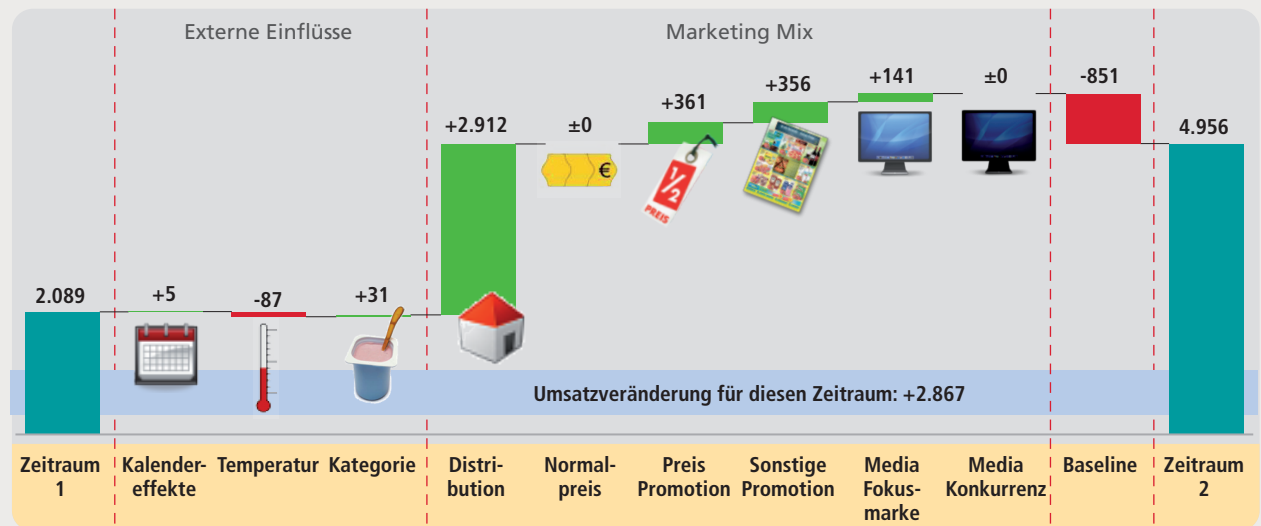 Externe Einflüsse
Marketing Mix
2.089
+5
-87
+31
+2.912
±0
+361
+356
+141
±0
-851
4.956
€
1/2
PREIS
Umsatzveränderung für diesen Zeitraum: +2.867
Zeitraum
1
Kalender-
effekte
Temperatur
Kategorie
Distri-
bution
Normal-
preis
Preis
Promotion
Sonstige
Promotion
Media
Fokus-
marke
Media
Konkurrenz
Baseline
Zeitraum
2